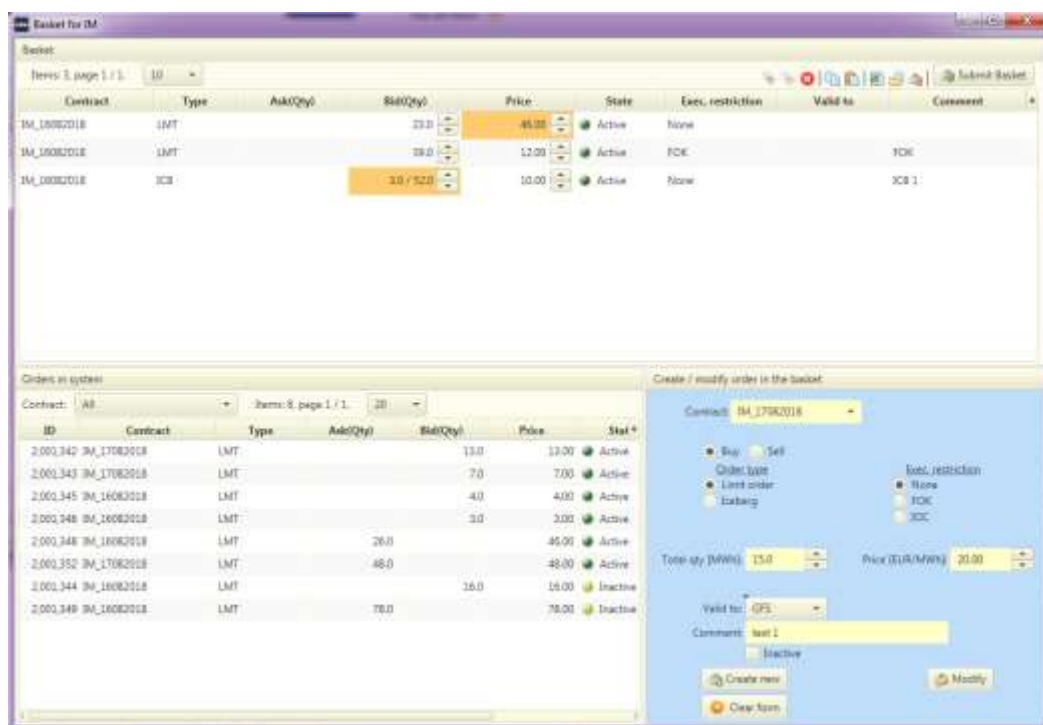 Basket for IM
Basket
Items: 3, page 1 / 1. 10 Submit Basket
Contract Type Ask(Qty) Bid(Qty) Price State Exec. restriction Valid to Comment
IM_16082018 LMT 23.0 46.00 Active None
IM_16082018 LMT 39.0 12.00 Active FOK FOK
ICB 3.0 / 52.0 10.00 Active None ICB 1
Orders in system
Contract: All Items: 8, page 1 / 1. 20
ID Contract Type Ask(Qty) Bid(Qty) Price Stat
2,001,342 IM_17082018 LMT 13.0 13.00 Active
2,001,343 IM_17082018 LMT 7.0 7.00 Active
2,001,345 IM_16082018 LMT 4.0 4.00 Active
2,001,346 IM_16082018 LMT 3.0 3.00 Active
2,001,348 IM_16082018 LMT 26.0 46.00 Active
2,001,352 IM_17082018 LMT 48.0 48.00 Active
2,001,344 IM_16082018 LMT 16.0 16.00 Inactive
2,001,349 IM_16082018 LMT 78.0 78.00 Inactive
Create / modify order in the basket
Contract: IM_17082018
Buy Sell
Order type Exec. restriction
Limit order None
Iceberg FOK
IOC
Total qty (MWh): 15.0 Price (EUR/MWh): 20.00
Valid to: GFS
Comment: test 1
Inactive
Create new Modify
Clear form